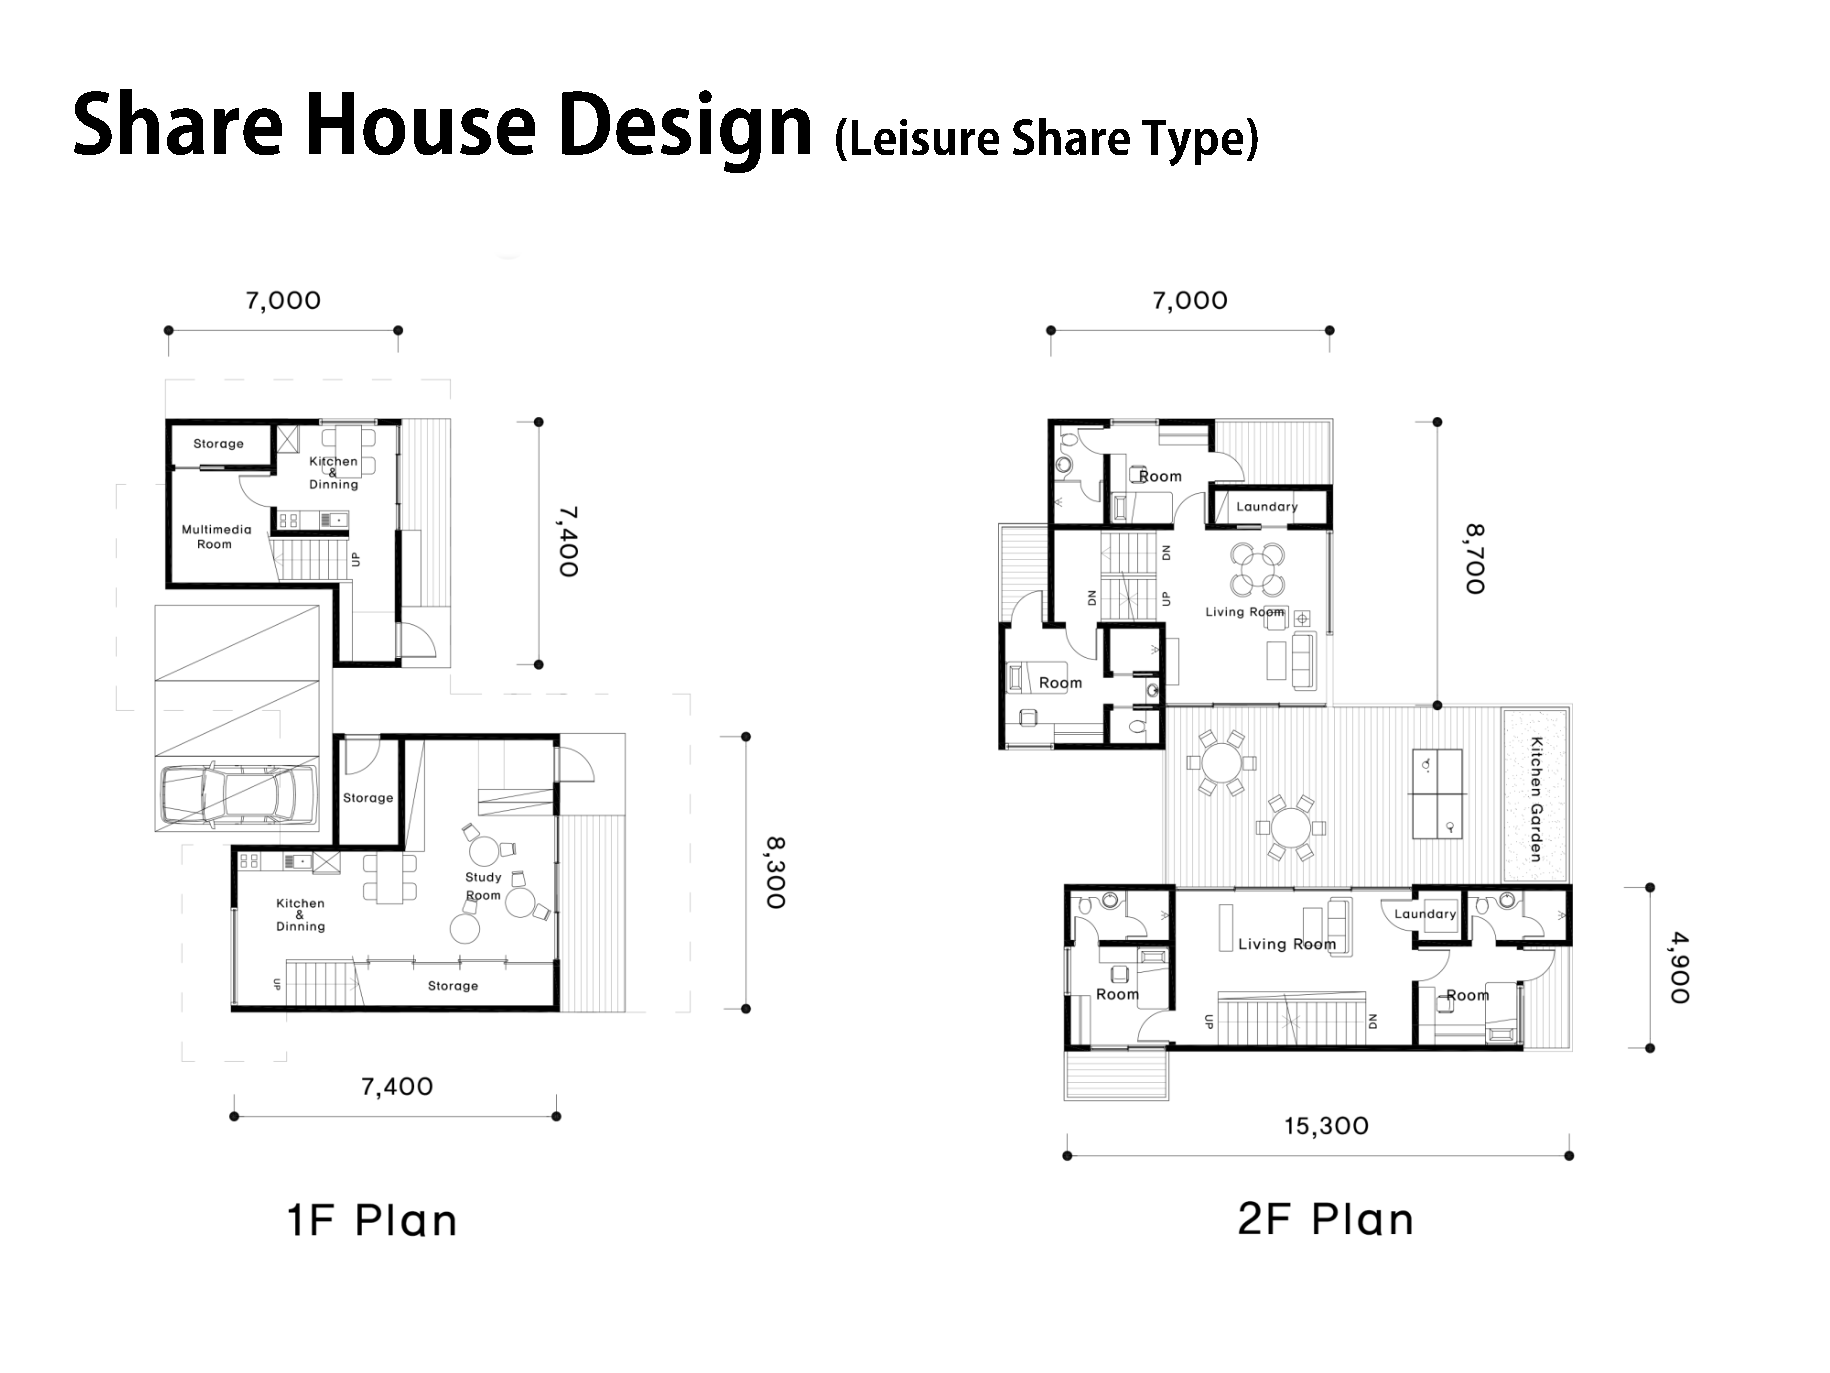 Share House Design (Leisure Share Type)
7,000
Storage
Kitchen
&
Dinning
Multimedia
Room
UP
7,400
Storage
Study
Room
Kitchen
&
Dinning
UP
Storage
8,300
7,400
1F Plan
7,000
Room
Laundary
DN
DN
UP
Living Room
Room
8,700
Kitchen Garden
Laundary
Living Room
Room
Room
UP
DN
4,900
15,300
2F Plan